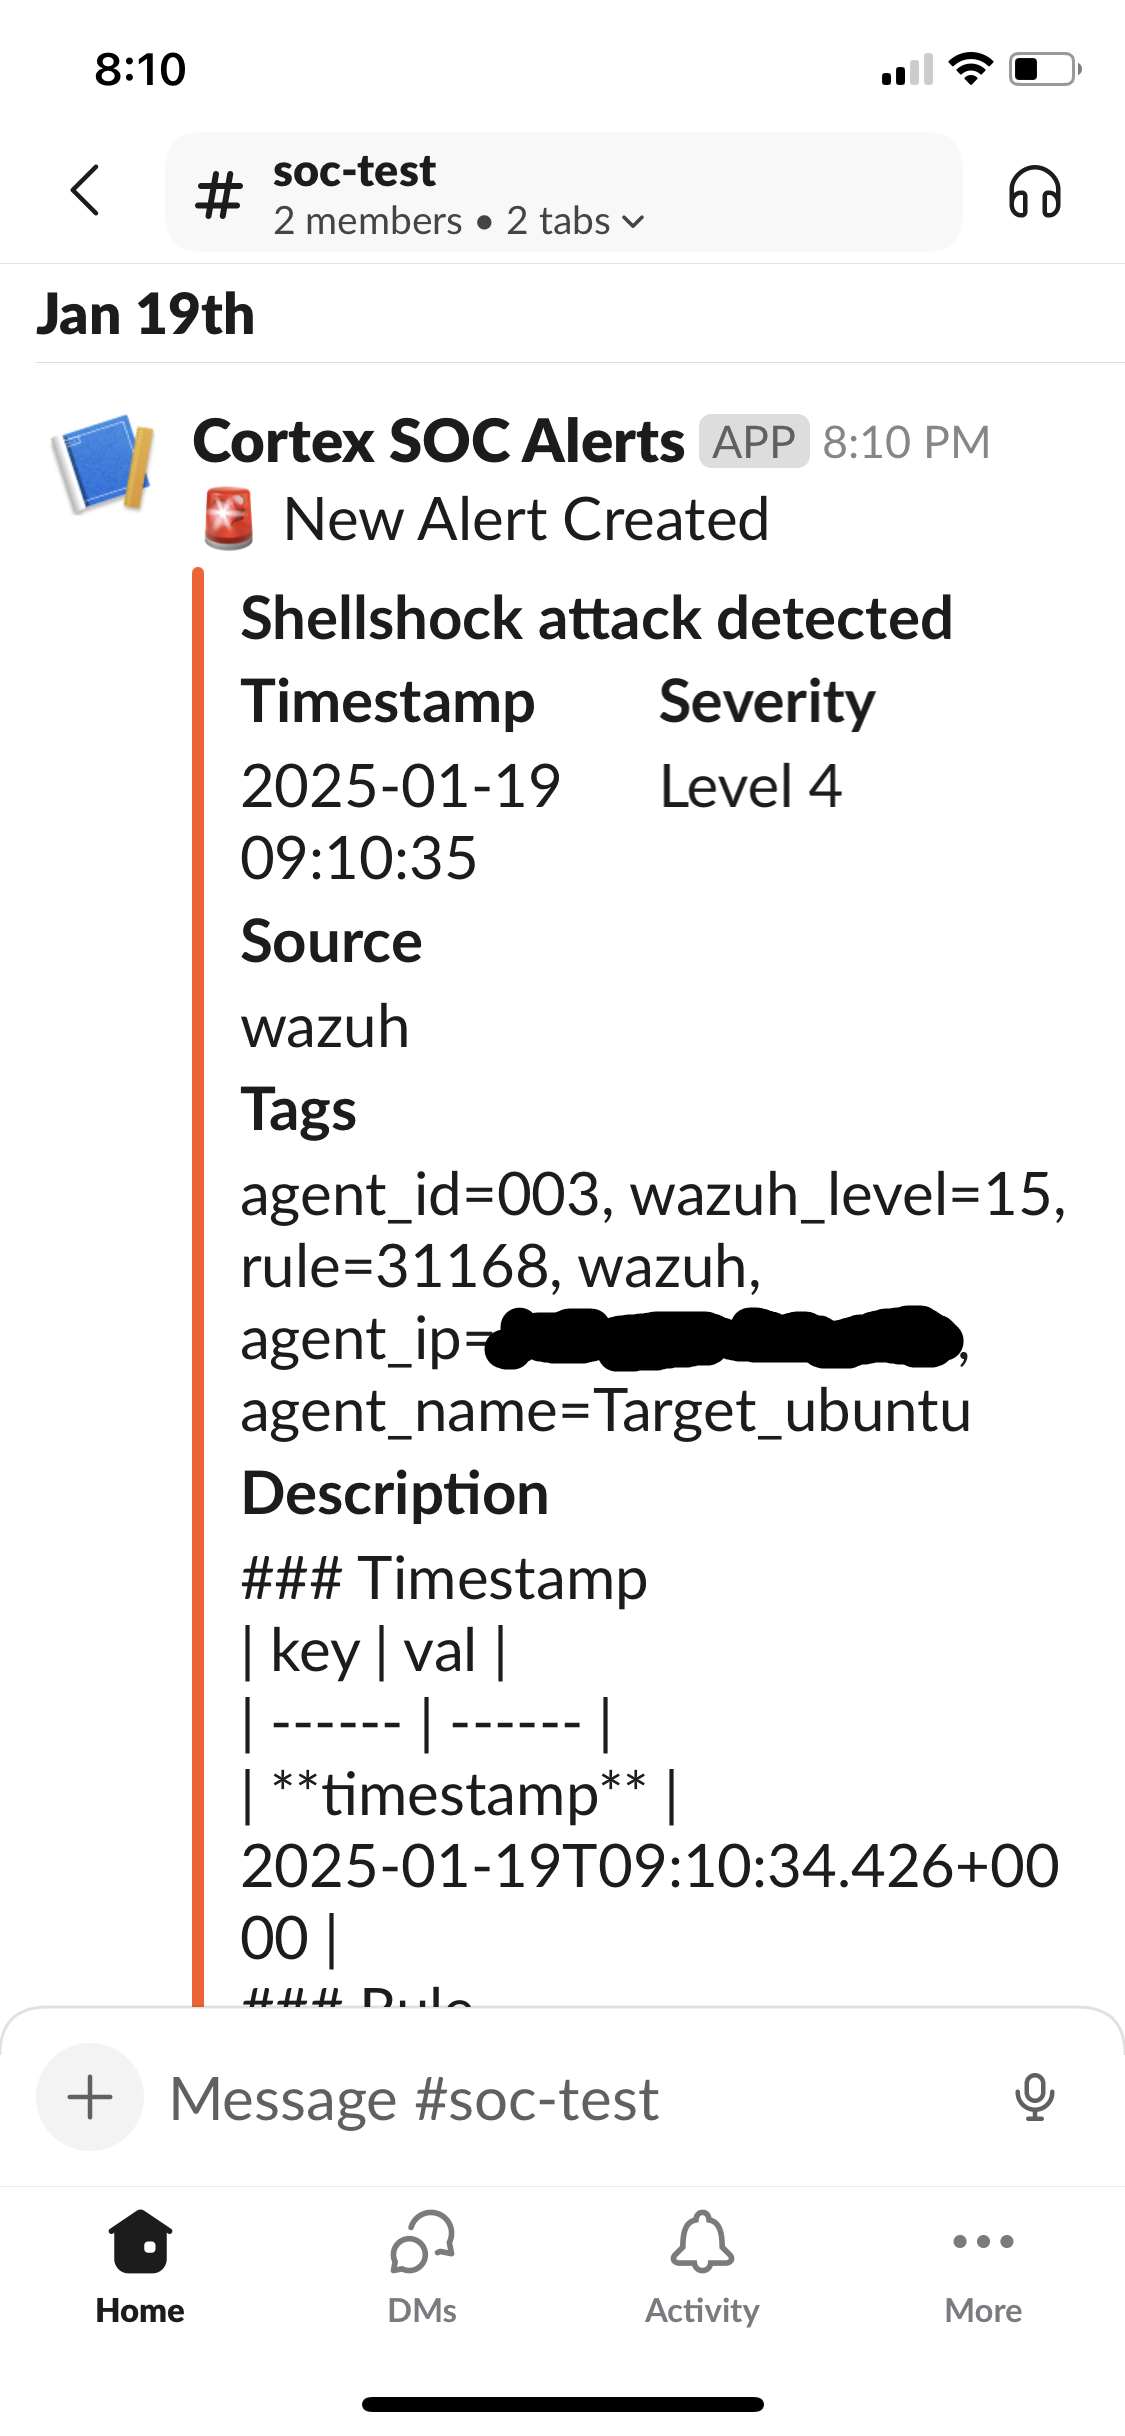 8:10
# soc-test
2 members • 2 tabs
Jan 19th
Cortex SOC Alerts APP 8:10 PM
New Alert Created
Shellshock attack detected
Timestamp Severity
2025-01-19 Level 4
09:10:35
Source
wazuh
Tags
agent_id=003, wazuh_level=15,
rule=31168, wazuh,
agent_ip= ,
agent_name=Target_ubuntu
Description
### Timestamp
| key | val |
| ------ | ------ |
| **timestamp** |
2025-01-19T09:10:34.426+00
00 |
### Rule
Message #soc-test
Home DMs Activity More